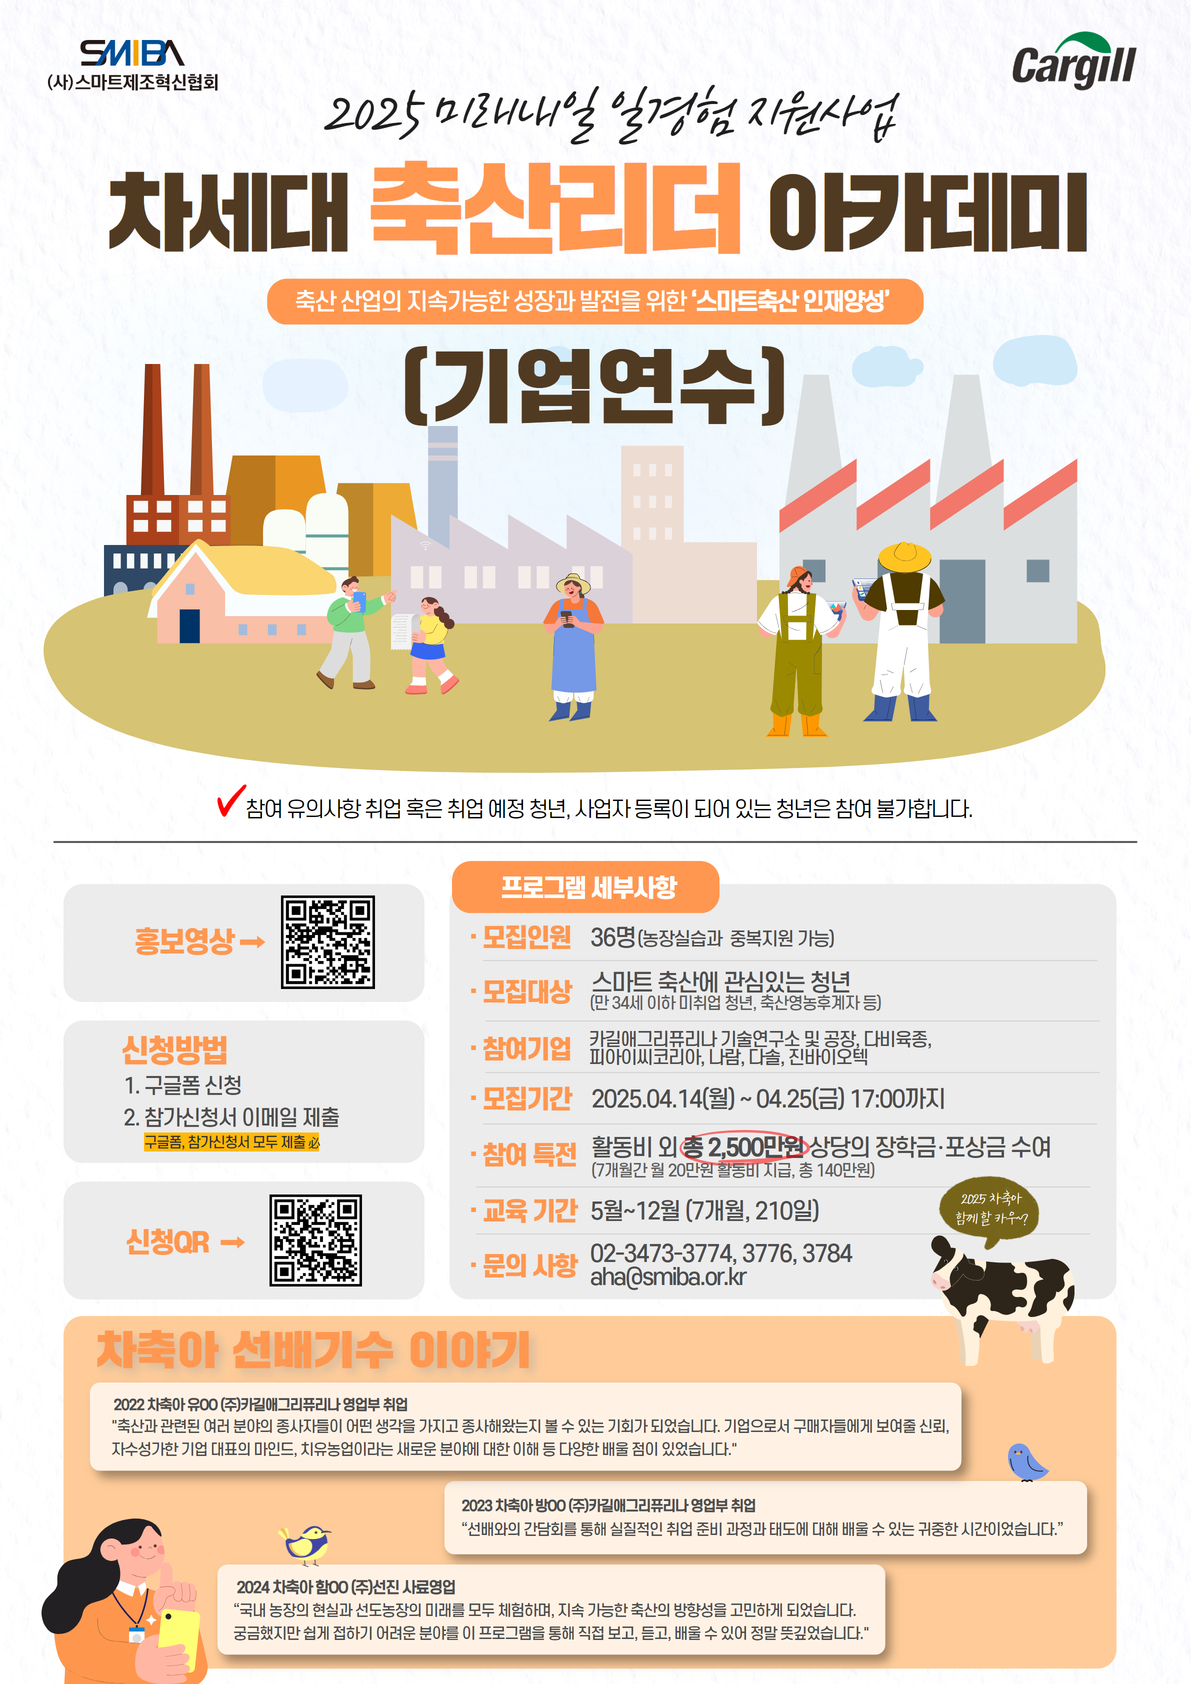 SMIBA
(사)스마트제조혁신협회
Cargill
2025 미래내일 일경험 지원사업
차세대 축산리더 아카데미
축산 산업의 지속가능한 성장과 발전을 위한 '스마트축산 인재양성'
(기업연수)
참여 유의사항 취업 혹은 취업 예정 청년, 사업자 등록이 되어 있는 청년은 참여 불가합니다.
홍보영상 →
신청방법
1. 구글폼 신청
2. 참가신청서 이메일 제출
구글폼, 참가신청서 모두 제출 必
신청QR →
프로그램 세부사항
· 모집인원 36명(농장실습과 중복지원 가능)
· 모집대상 스마트 축산에 관심있는 청년
(만 34세 이하 미취업 청년, 축산영농후계자 등)
· 참여기업 카길애그리퓨리나 기술연구소 및 공장, 다비육종,
피아이씨코리아, 나람, 다솔, 진바이오텍
· 모집기간 2025.04.14(월) ~ 04.25(금) 17:00까지
· 참여 특전 활동비 외 총 2,500만원 상당의 장학금·포상금 수여
(7개월간 월 20만원 활동비 지급, 총 140만원)
· 교육 기간 5월~12월 (7개월, 210일)
· 문의 사항 02-3473-3774, 3776, 3784
aha@smiba.or.kr
2025 차축아
함께 할 카우~?
차축아 선배기수 이야기
2022 차축아 유OO (주)카길애그리퓨리나 영업부 취업
"축산과 관련된 여러 분야의 종사자들이 어떤 생각을 가지고 종사해왔는지 볼 수 있는 기회가 되었습니다. 기업으로서 구매자들에게 보여줄 신뢰,
자수성가한 기업 대표의 마인드, 치유농업이라는 새로운 분야에 대한 이해 등 다양한 배울 점이 있었습니다."
2023 차축아 방OO (주)카길애그리퓨리나 영업부 취업
"선배와의 간담회를 통해 실질적인 취업 준비 과정과 태도에 대해 배울 수 있는 귀중한 시간이었습니다."
2024 차축아 함OO (주)선진 사료영업
"국내 농장의 현실과 선도농장의 미래를 모두 체험하며, 지속 가능한 축산의 방향성을 고민하게 되었습니다.
궁금했지만 쉽게 접하기 어려운 분야를 이 프로그램을 통해 직접 보고, 듣고, 배울 수 있어 정말 뜻깊었습니다."